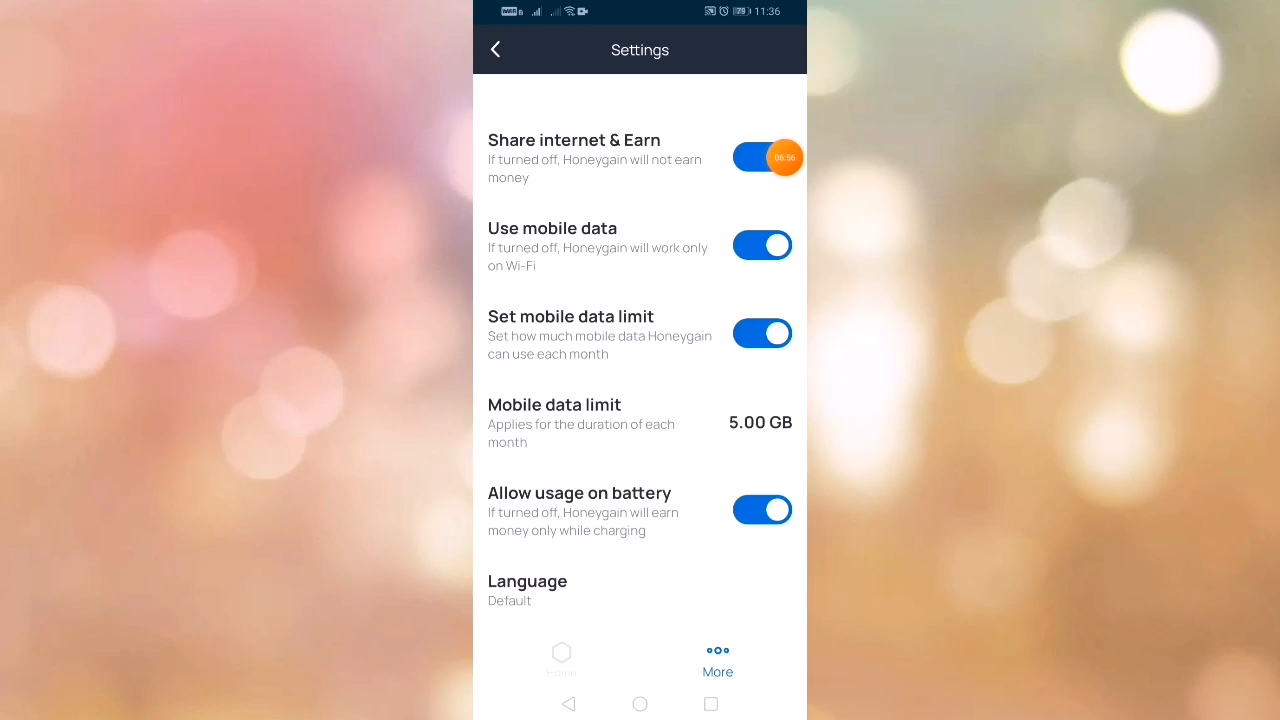 79 11:36
Settings
Share internet & Earn
If turned off, Honeygain will not earn
money
06:56
Use mobile data
If turned off, Honeygain will work only
on Wi-Fi
Set mobile data limit
Set how much mobile data Honeygain
can use each month
Mobile data limit
Applies for the duration of each
month
5.00 GB
Allow usage on battery
If turned off, Honeygain will earn
money only while charging
Language
Default
Home
More